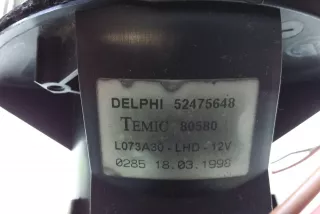 DELPHI 52475648
TEMIC 80580
L073A30-LHD-12V
0285 18.03.1998